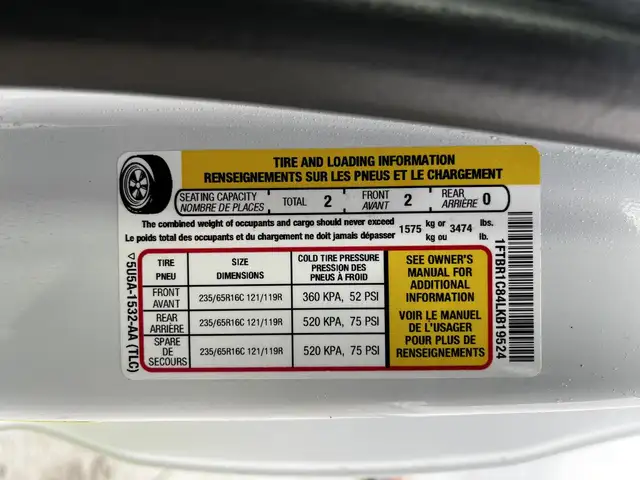 TIRE AND LOADING INFORMATION
RENSEIGNEMENTS SUR LES PNEUS ET LE CHARGEMENT
SEATING CAPACITY
NOMBRE DE PLACES
TOTAL 2
FRONT
AVANT 2
REAR
ARRIÈRE 0
The combined weight of occupants and cargo should never exceed 1575 kg or 3474 lbs.
Le poids total des occupants et du chargement ne doit jamais dépasser kg ou lb.
TIRE
PNEU
SIZE
DIMENSIONS
COLD TIRE PRESSURE
PRESSION DES
PNEUS À FROID
FRONT
AVANT
235/65R16C 121/119R
360 KPA, 52 PSI
REAR
ARRIÈRE
235/65R16C 121/119R
520 KPA, 75 PSI
SPARE
DE
SECOURS
235/65R16C 121/119R
520 KPA, 75 PSI
SEE OWNER'S
MANUAL FOR
ADDITIONAL
INFORMATION
VOIR LE MANUEL
DE L'USAGER
POUR PLUS DE
RENSEIGNEMENTS
5U5A-1532-AA (TLC)
1FTBR1C84LKB19524